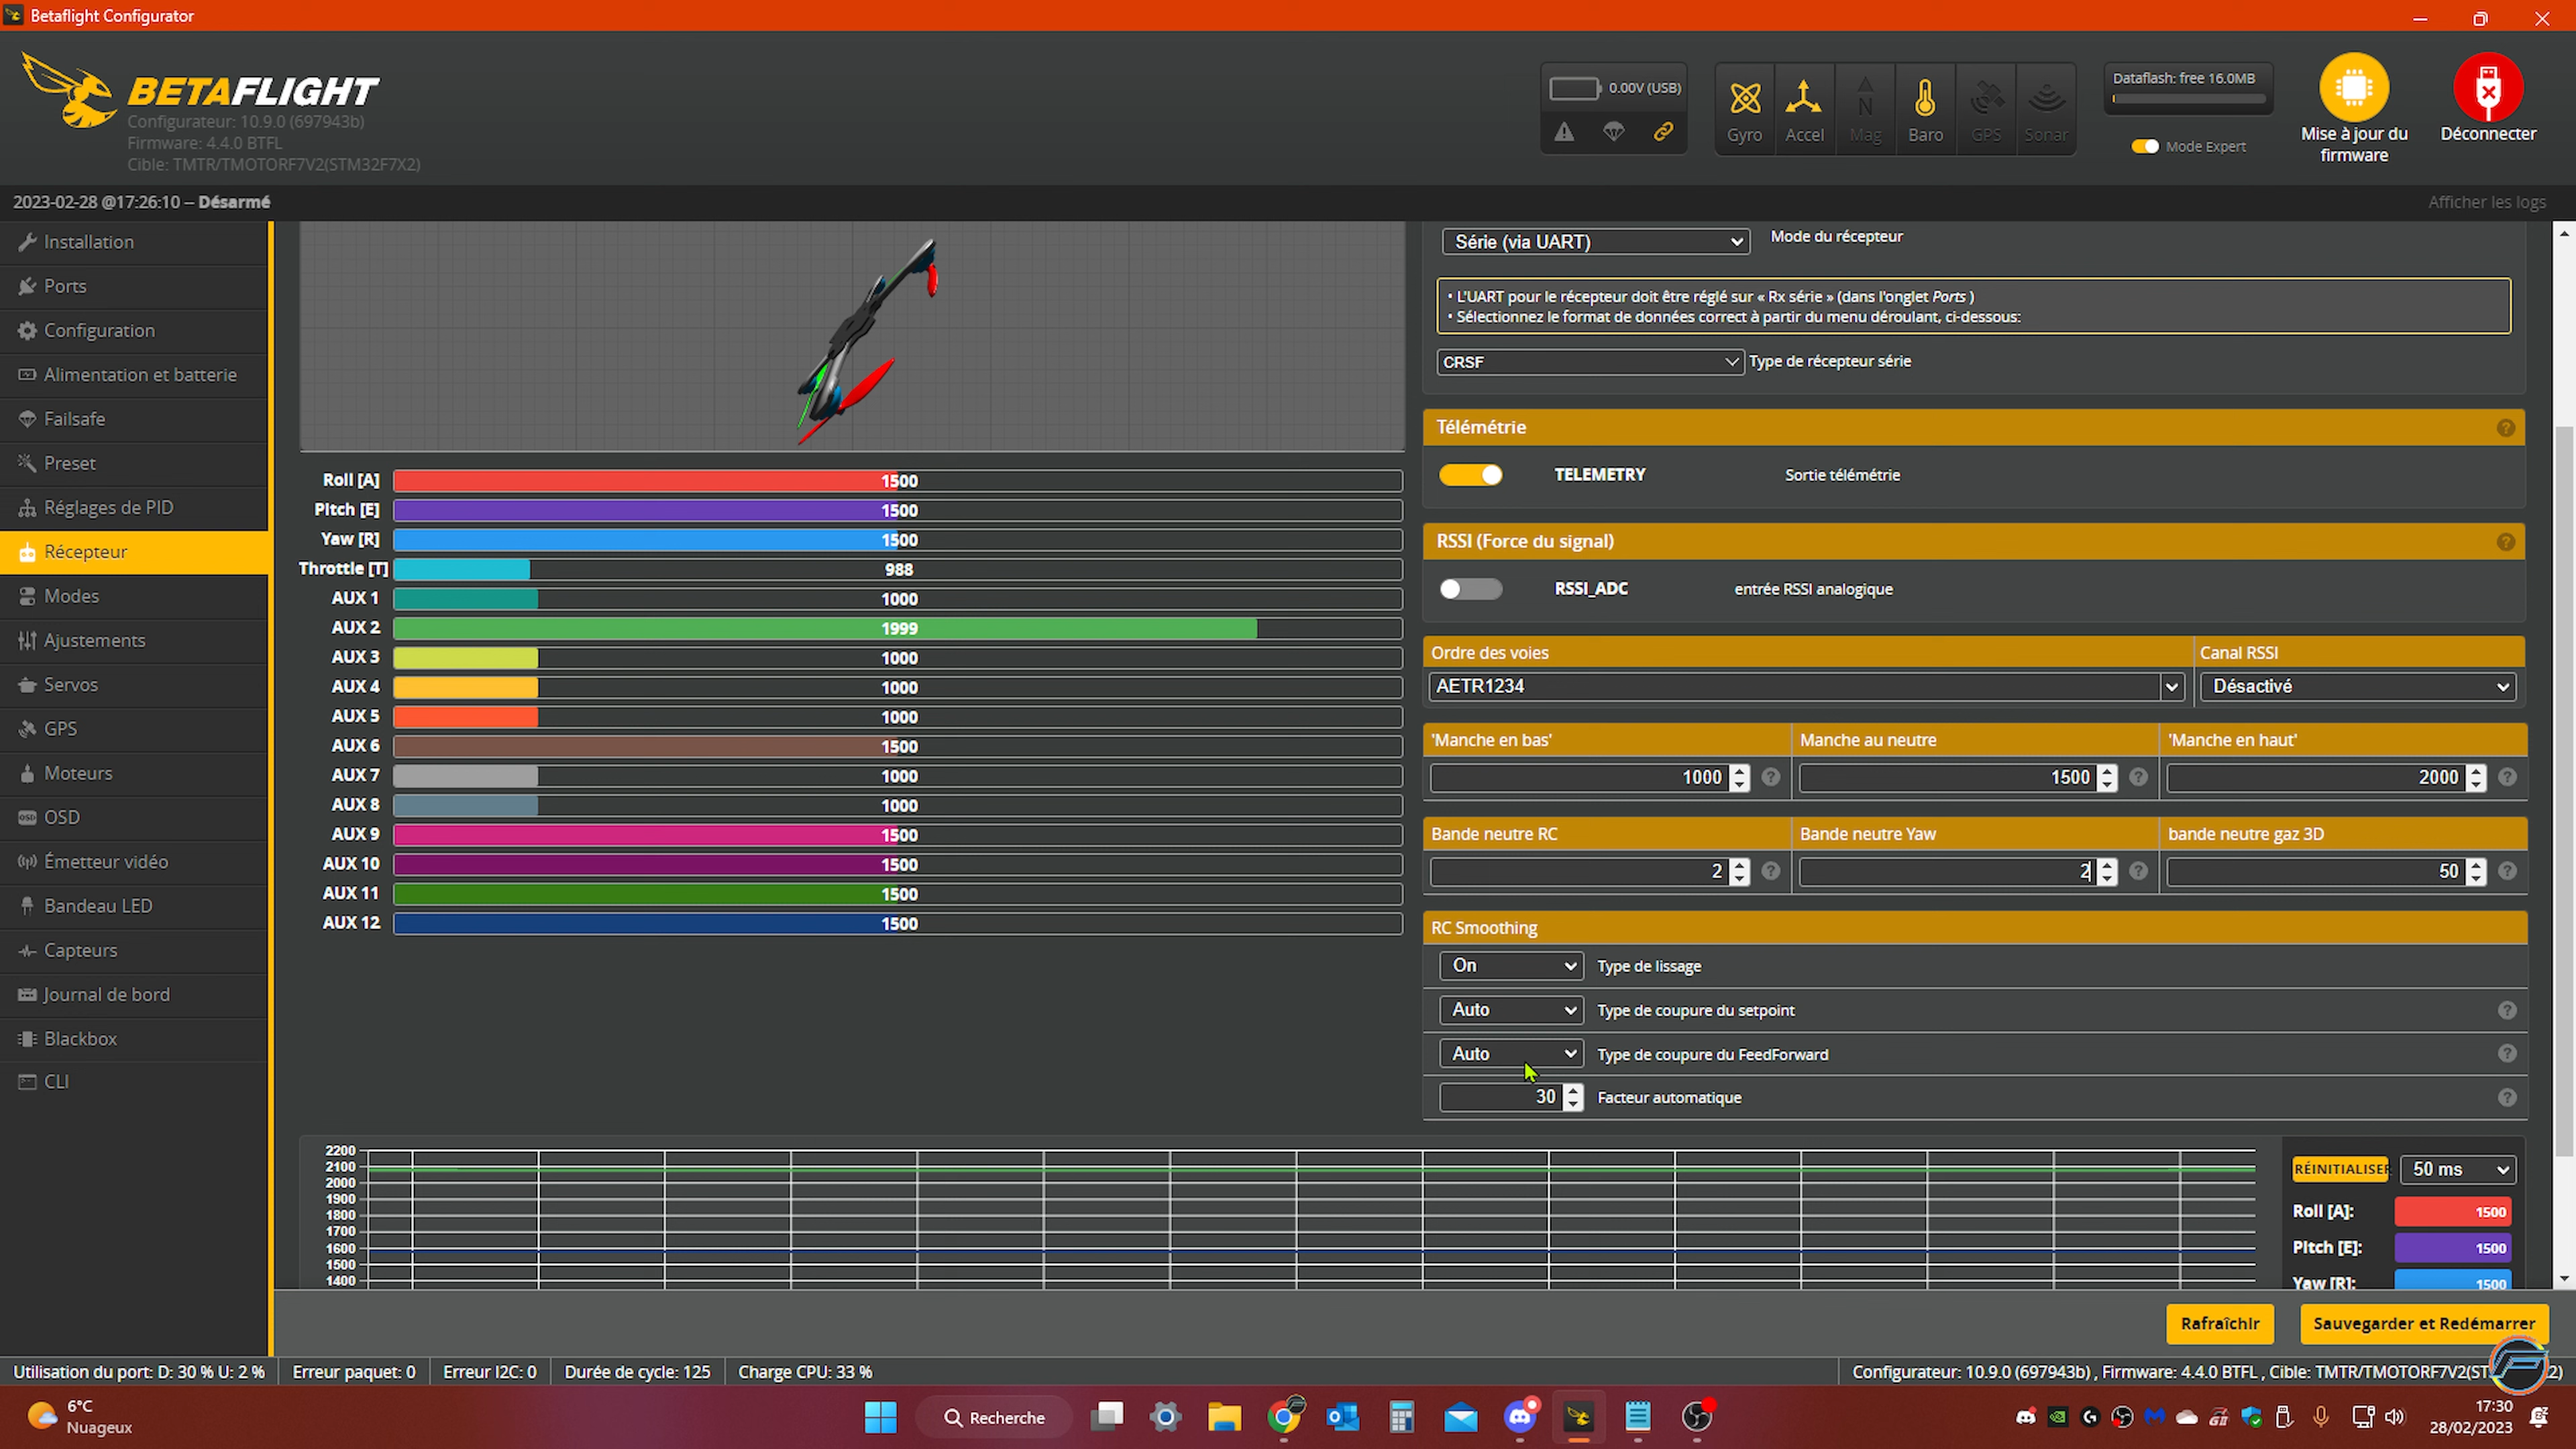 Betaflight Configurator
BETAFLIGHT
Configurateur: 10.9.0 (697943b)
Firmware: 4.4.0 BTFL
Cible: TMTR/TMOTORF7V2(STM32F7X2)
0.00V (USB)
Gyro Accel Mag Baro GPS Sonar
Dataflash: free 16.0MB
Mode Expert
Mise à jour du
firmware
Déconnecter
2023-02-28 @17:26:10 -- Désarmé
Afficher les logs
Installation
Ports
Configuration
Alimentation et batterie
Failsafe
Preset
Réglages de PID
Récepteur
Modes
Ajustements
Servos
GPS
Moteurs
OSD
Émetteur vidéo
Bandeau LED
Capteurs
Journal de bord
Blackbox
CLI
Roll [A] 1500
Pitch [E] 1500
Yaw [R] 1500
Throttle [T] 988
AUX 1 1000
AUX 2 1999
AUX 3 1000
AUX 4 1000
AUX 5 1000
AUX 6 1500
AUX 7 1000
AUX 8 1000
AUX 9 1500
AUX 10 1500
AUX 11 1500
AUX 12 1500
Série (via UART) Mode du récepteur
• L'UART pour le récepteur doit être réglé sur « Rx série » (dans l'onglet Ports )
• Sélectionnez le format de données correct à partir du menu déroulant, ci-dessous:
CRSF Type de récepteur série
Télémétrie
TELEMETRY Sortie télémétrie
RSSI (Force du signal)
RSSI_ADC entrée RSSI analogique
Ordre des voies Canal RSSI
AETR1234 Désactivé
'Manche en bas' Manche au neutre 'Manche en haut'
1000 1500 2000
Bande neutre RC Bande neutre Yaw bande neutre gaz 3D
2 2 50
RC Smoothing
On Type de lissage
Auto Type de coupure du setpoint
Auto Type de coupure du FeedForward
30 Facteur automatique
2200
2100
2000
1900
1800
1700
1600
1500
1400
RÉINITIALISER 50 ms
Roll [A]: 1500
Pitch [E]: 1500
Yaw [R]: 1500
Rafraîchir Sauvegarder et Redémarrer
Utilisation du port: D: 30 % U: 2 % Erreur paquet: 0 Erreur I2C: 0 Durée de cycle: 125 Charge CPU: 33 %
Configurateur: 10.9.0 (697943b) , Firmware: 4.4.0 BTFL , Cible: TMTR/TMOTORF7V2(ST 2)
6°C
Nuageux
Recherche
17:30
28/02/2023